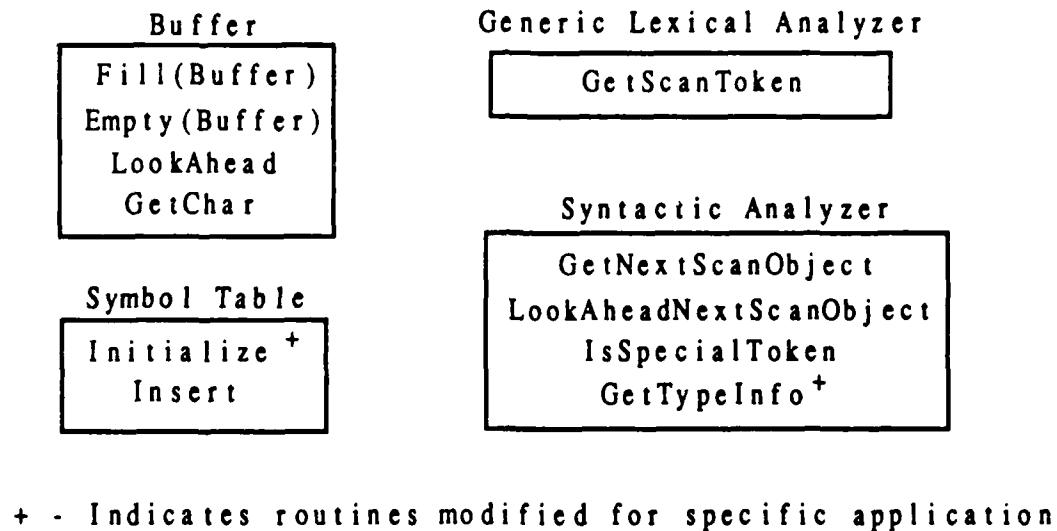 Buffer
Fill(Buffer)
Empty(Buffer)
LookAhead
GetChar
Generic Lexical Analyzer
GetScanToken
Symbol Table
Initialize +
Insert
Syntactic Analyzer
GetNextScanObject
LookAheadNextScanObject
IsSpecialToken
GetTypeInfo +
+ - Indicates routines modified for specific application